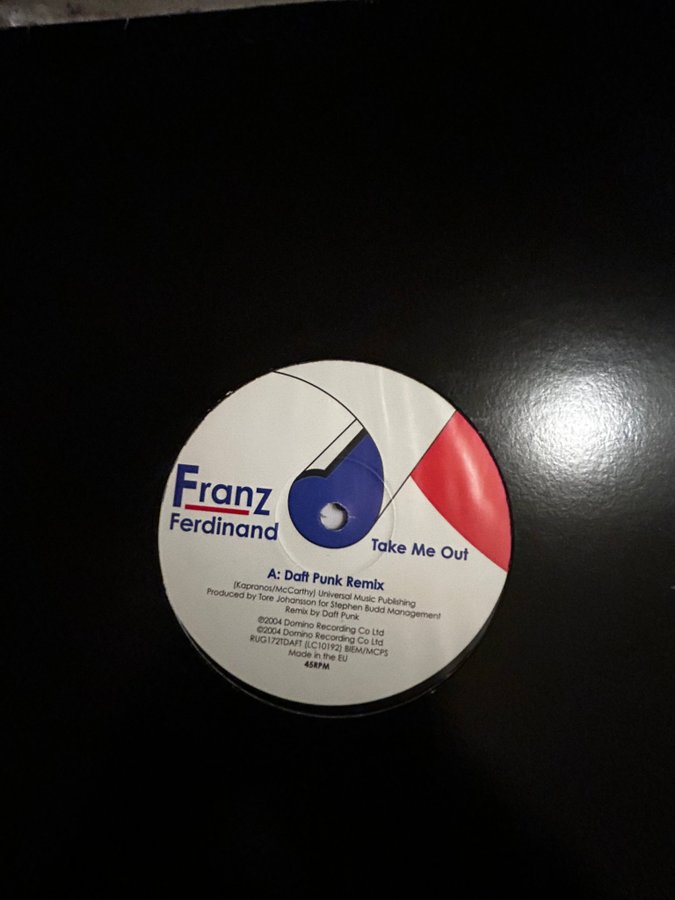 Franz
Ferdinand
Take Me Out
A: Daft Punk Remix
(Kapranos/McCarthy) Universal Music Publishing
Produced by Tore Johansson for Stephen Budd Management
Remix by Daft Punk
℗2004 Domino Recording Co Ltd
©2004 Domino Recording Co Ltd
RUG172TDAFT (LC10192) BIEM/MCPS
Made in the EU
45RPM